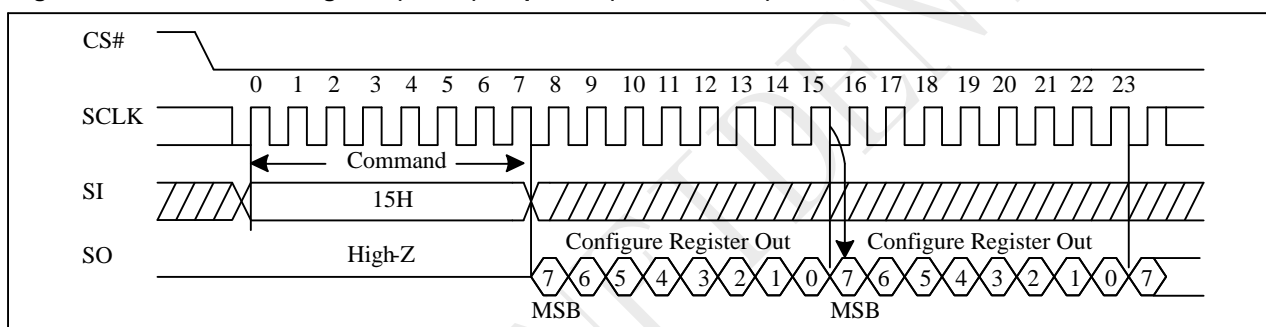 CS#
0 1 2 3 4 5 6 7 8 9 10 11 12 13 14 15 16 17 18 19 20 21 22 23
SCLK
Command
SI
15H
Configure Register Out Configure Register Out
SO
High-Z
7 6 5 4 3 2 1 0 7 6 5 4 3 2 1 0 7
MSB MSB